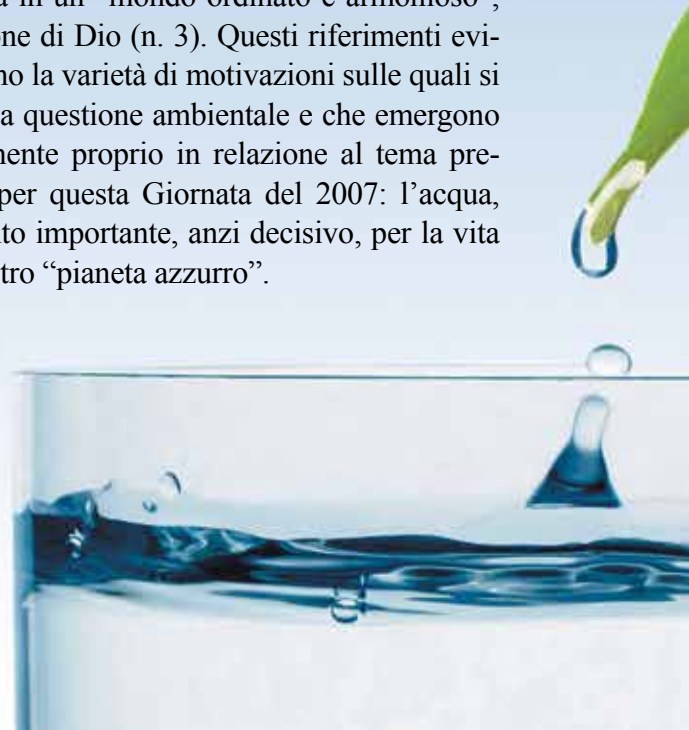 in un “mondo ordinato e armonioso”,
one di Dio (n. 3). Questi riferimenti evi-
no la varietà di motivazioni sulle quali si
a questione ambientale e che emergono
mente proprio in relazione al tema pre-
per questa Giornata del 2007: l’acqua,
nto importante, anzi decisivo, per la vita
tro “pianeta azzurro”.